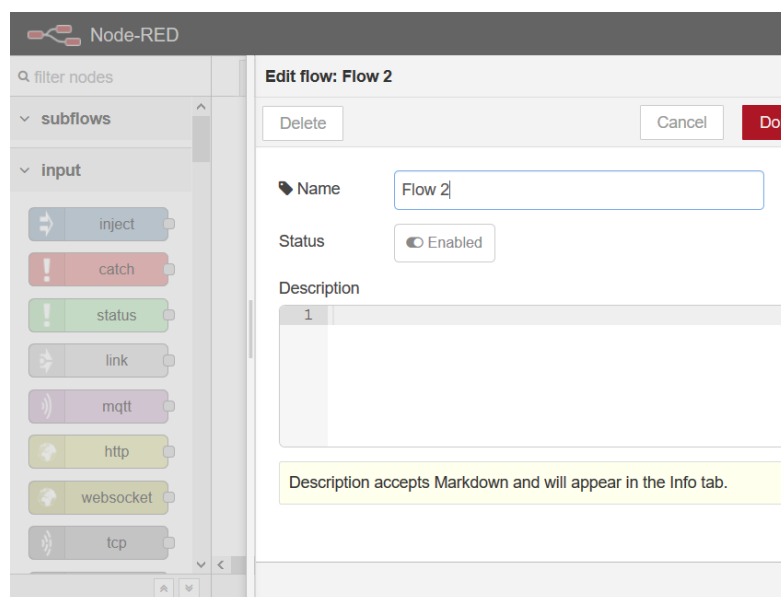 Node-RED
filter nodes
Edit flow: Flow 2
subflows
Delete
Cancel
Do
input
Name
Flow 2
inject
Status
Enabled
catch
Description
1
status
link
mqtt
http
Description accepts Markdown and will appear in the Info tab.
websocket
tcp